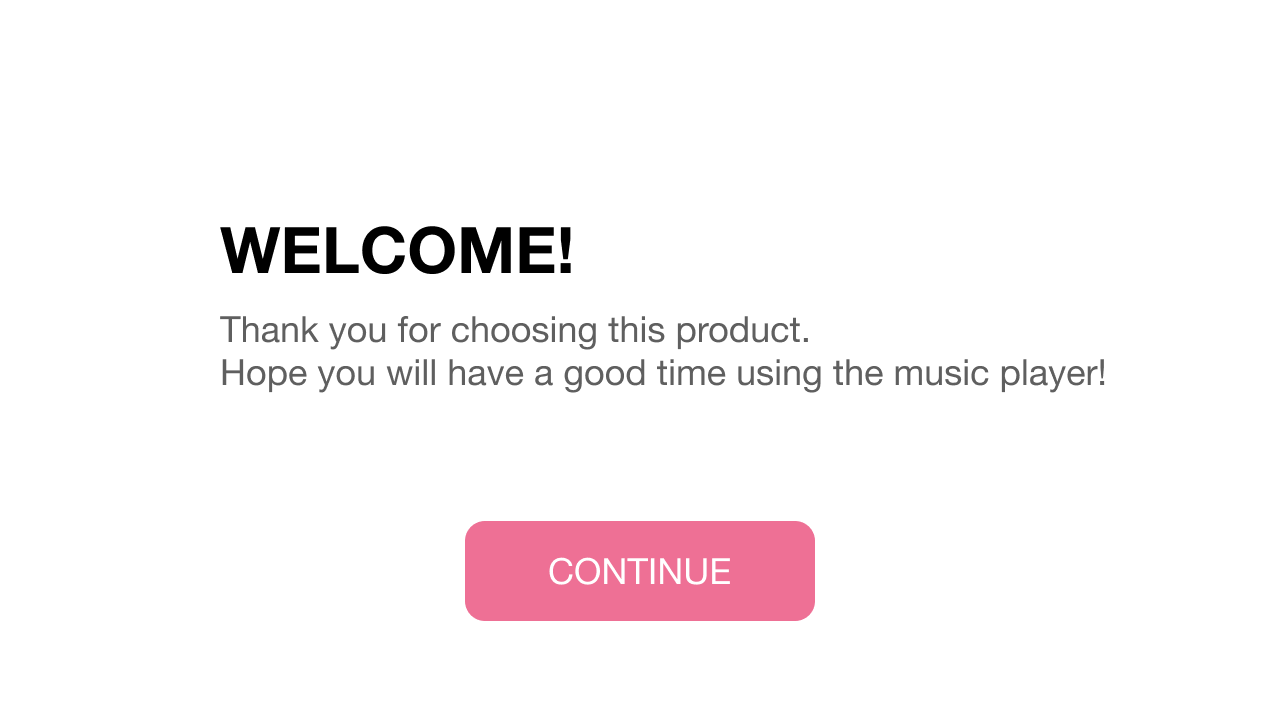 WELCOME!
Thank you for choosing this product.
Hope you will have a good time using the music player!
CONTINUE